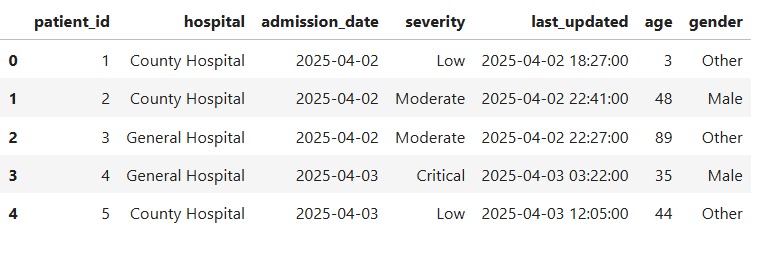 patient_id hospital admission_date severity last_updated age gender
0 1 County Hospital 2025-04-02 Low 2025-04-02 18:27:00 3 Other
1 2 County Hospital 2025-04-02 Moderate 2025-04-02 22:41:00 48 Male
2 3 General Hospital 2025-04-02 Moderate 2025-04-02 22:27:00 89 Other
3 4 General Hospital 2025-04-03 Critical 2025-04-03 03:22:00 35 Male
4 5 County Hospital 2025-04-03 Low 2025-04-03 12:05:00 44 Other